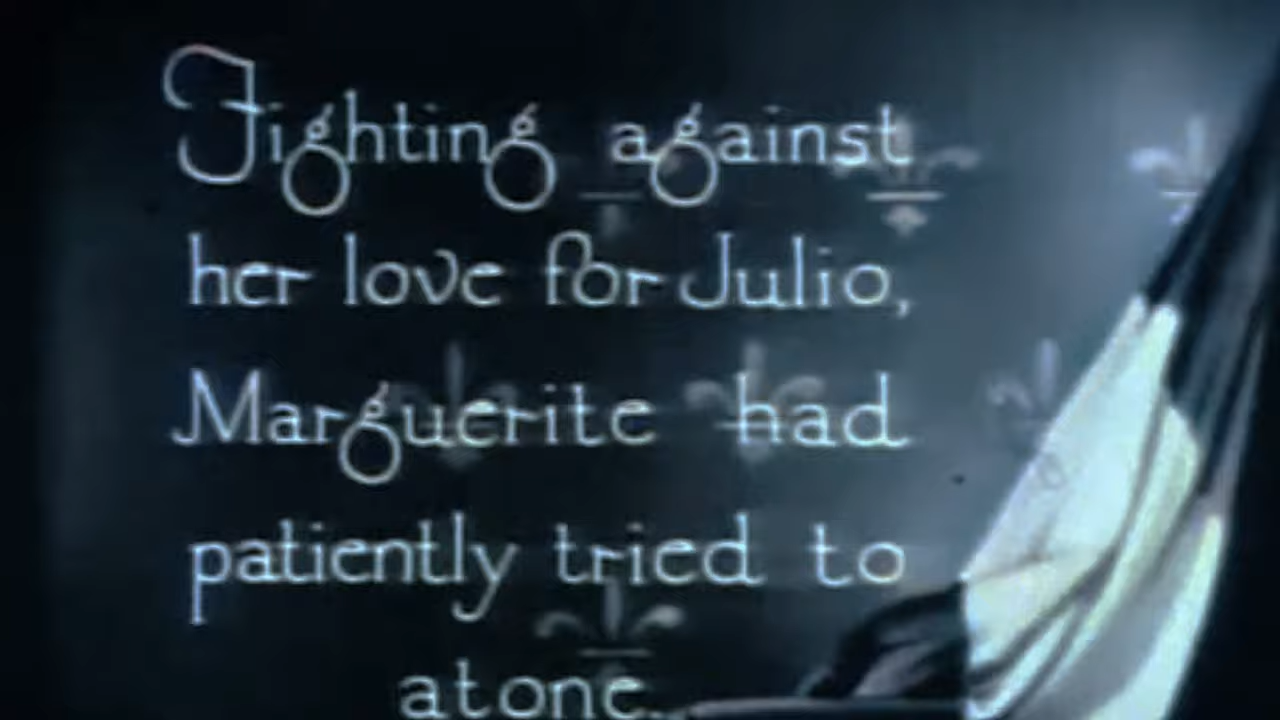 Fighting against
her love for Julio,
Marguerite had
patiently tried to
atone...